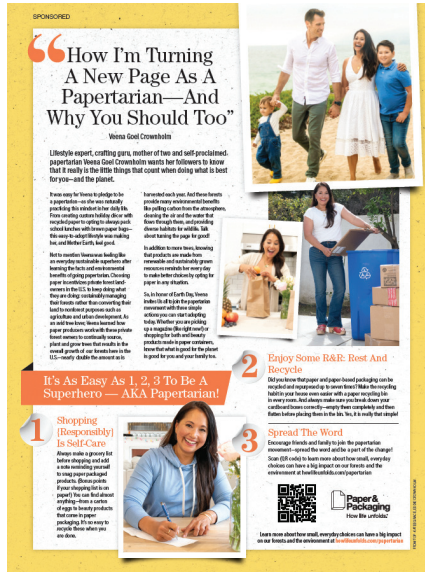 SPONSORED
“How I’m Turning
A New Page As A
Papertarian—And
Why You Should Too”
Veena Goel Crownholm
Lifestyle expert, crafting guru, mother of two and self-proclaimed
papertarian Veena Goel Crownholm wants her followers to know
that it really is the little things that count when doing what is best
for you—and the planet.
It was easy for Veena to pledge to be
a papertarian—as she was naturally
practicing this mindset in her daily life.
From creating custom holiday décor with
recycled paper to opting to always pack
school lunches with brown paper bags—
this easy-to-adopt lifestyle was making
her, and Mother Earth, feel good.
Not to mention Veena was feeling like
an everyday sustainable superhero after
learning the facts and environmental
benefits of going papertarian. Choosing
paper incentivizes private forest land-
owners in the U.S. to keep doing what
they are doing: sustainably managing
their forests rather than converting their
land to nonforest purposes such as
agriculture and urban development. As
an avid tree lover, Veena learned how
paper producers work with these private
forest owners to continually source,
plant and grow trees that results in the
overall growth of our forests here in the
U.S.—nearly double the amount as is
harvested each year. And these forests
provide many environmental benefits
like pulling carbon from the atmosphere,
cleaning the air and the water that
flows through them, and providing
diverse habitats for wildlife. Talk
about turning the page for good!
In addition to more trees, knowing
that products are made from
renewable and sustainably grown
resources reminds her every day
to make better choices by opting for
paper in any situation.
So, in honor of Earth Day, Veena
invites us all to join the papertarian
movement with three simple
actions you can start adopting
today. Whether you are picking
up a magazine (like right now!) or
shopping for bath and beauty
products made in paper containers,
know that what is good for the planet
is good for you and your family too.
It’s As Easy As 1, 2, 3 To Be A
Superhero — AKA Papertarian!
1
Shopping
{Responsibly}
Is Self-Care
Always make a grocery list
before shopping and add
a note reminding yourself
to snag paper packaged
products. (Bonus points
if your shopping list is on
paper!) You can find almost
anything—from a carton
of eggs to beauty products
that come in paper
packaging. It’s so easy to
recycle these when you
are done.
2
Enjoy Some R&R: Rest And
Recycle
Did you know that paper and paper-based packaging can be
recycled and repurposed up to seven times? Make the recycling
habit in your house even easier with a paper recycling bin
in every room. And always make sure you break down your
cardboard boxes correctly—empty them completely and then
flatten before placing them in the bin. Yes, it is really that simple!
3
Spread The Word
Encourage friends and family to join the papertarian
movement—spread the word and be a part of the change!
Scan (QR code) to learn more about how small, everyday
choices can have a big impact on our forests and the
environment at howlifeunfolds.com/papertarian
Paper&
Packaging
How life unfolds.
Learn more about how small, everyday choices can have a big impact
on our forests and the environment at howlifeunfolds.com/papertarian